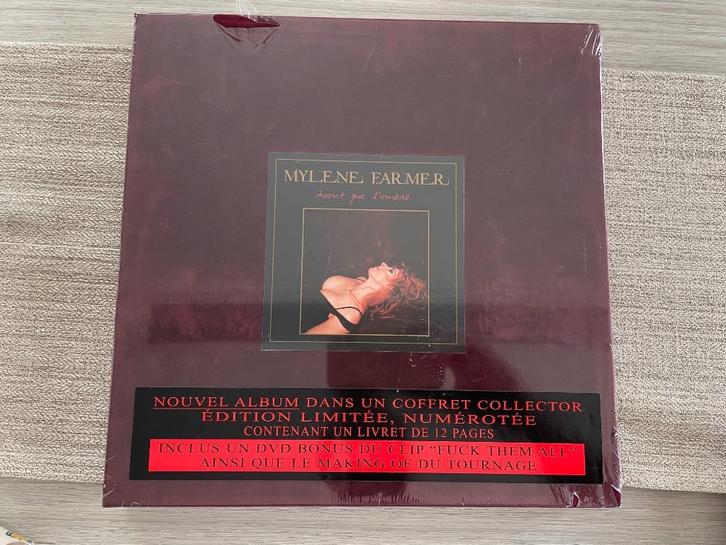 MYLENE FARMER
Avant que l'ombre
NOUVEL ALBUM DANS UN COFFRET COLLECTOR
ÉDITION LIMITÉE, NUMÉROTÉE
CONTENANT UN LIVRET DE 12 PAGES
INCLUS UN DVD BONUS DU CLIP "FUCK THEM ALL"
AINSI QUE LE MAKING OF DU TOURNAGE